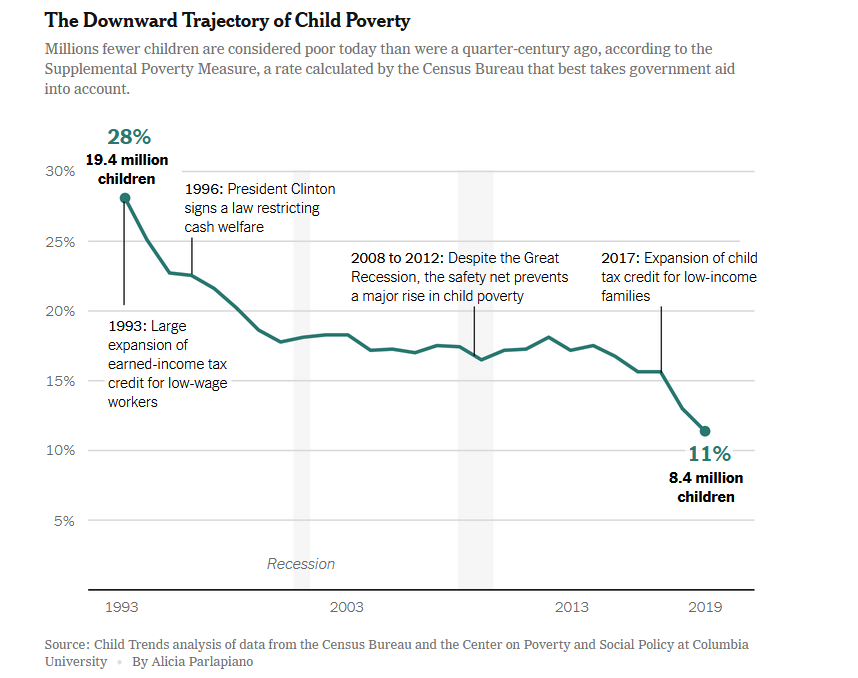 The Downward Trajectory of Child Poverty
Millions fewer children are considered poor today than were a quarter-century ago, according to the
Supplemental Poverty Measure, a rate calculated by the Census Bureau that best takes government aid
into account.
28%
19.4 million
children
30%
1996: President Clinton
signs a law restricting
cash welfare
25%
2008 to 2012: Despite the Great
Recession, the safety net prevents
a major rise in child poverty
2017: Expansion of child
tax credit for low-income
families
20%
1993: Large
expansion of
earned-income tax
credit for low-wage
workers
15%
10%
11%
8.4 million
children
5%
Recession
1993
2003
2013
2019
Source: Child Trends analysis of data from the Census Bureau and the Center on Poverty and Social Policy at Columbia
University • By Alicia Parlapiano